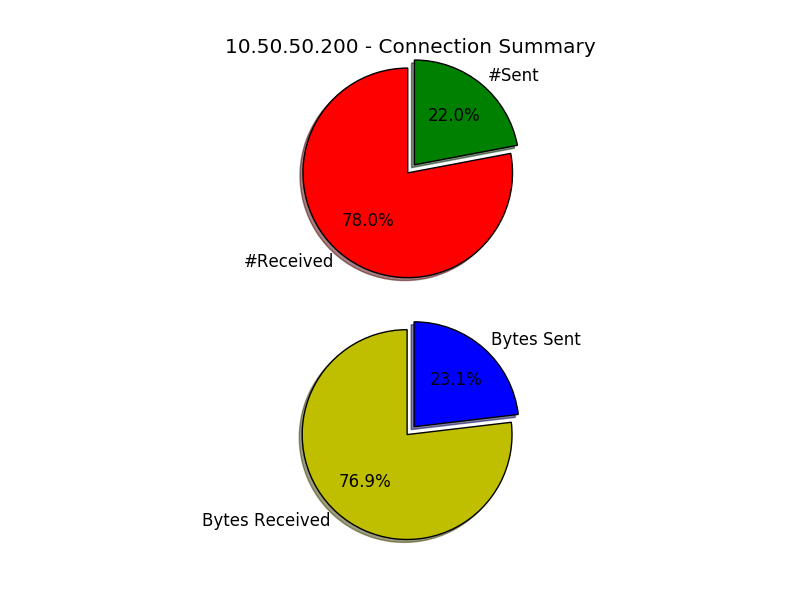 10.50.50.200 - Connection Summary
#Sent
22.0%
78.0%
#Received
Bytes Sent
23.1%
76.9%
Bytes Received